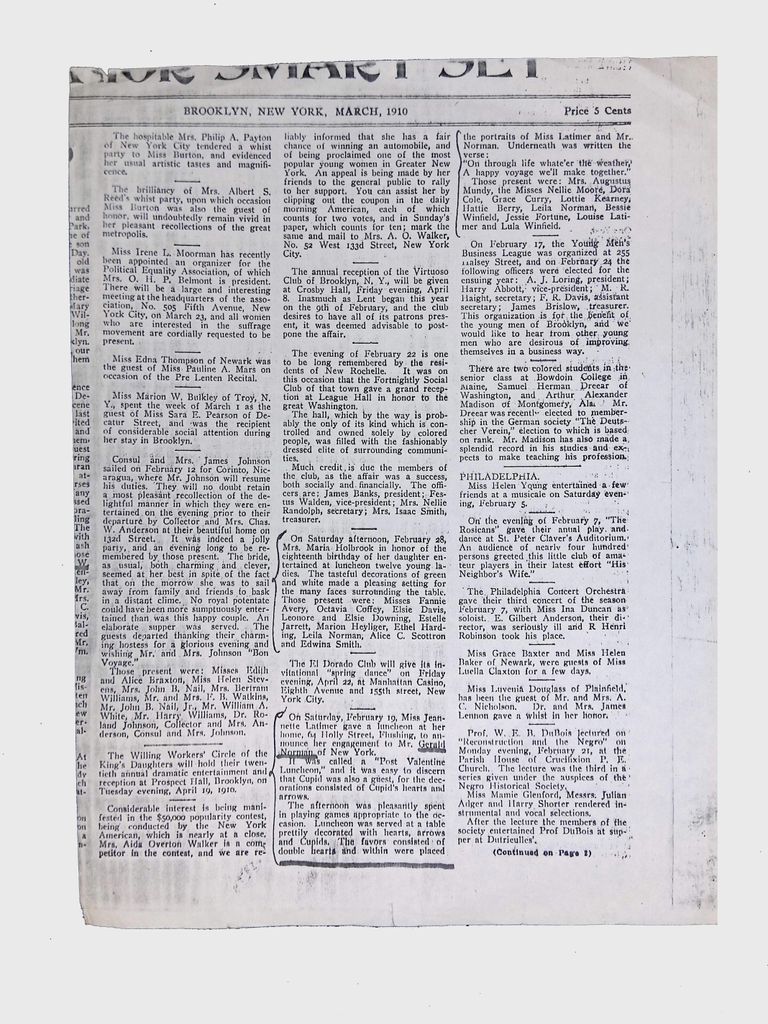 SMART SET
BROOKLYN, NEW YORK, MARCH, 1910
Price 5 Cents
The hospitable Mrs. Philip A. Payton
of New York City tendered a whist
party to Miss Burton, and evidenced
her usual artistic tastes and magnifi-
cence.
The brilliancy of Mrs. Albert S.
Reed's whist party, upon which occasion
Miss Burton was also the guest of
honor, will undoubtedly remain vivid in
her pleasant recollections of the great
metropolis.
Miss Irene L. Moorman has recently
been appointed an organizer for the
Political Equality Association, of which
Mrs. O. H. P. Belmont is president.
There will be a large and interesting
meeting at the headquarters of the asso-
ciation, No. 505 Fifth Avenue, New
York City, on March 23, and all women
who are interested in the suffrage
movement are cordially requested to be
present.
Miss Edna Thompson of Newark was
the guest of Miss Pauline A. Mars on
occasion of the Pre Lenten Recital.
Miss Marion W. Bulkley of Troy, N.
Y., spent the week of March 1 as the
guest of Miss Sara E. Pearson of De-
catur Street, and was the recipient
of considerable social attention during
her stay in Brooklyn.
Consul and Mrs. James Johnson
sailed on February 12 for Corinto, Nic-
aragua, where Mr. Johnson will resume
his duties. They will no doubt retain
a most pleasant recollection of the de-
lightful manner in which they were en-
tertained on the evening prior to their
departure by Collector and Mrs. Chas.
W. Anderson at their beautiful home on
132d Street. It was indeed a jolly
party, and an evening long to be re-
membered by those present. The bride,
as usual, both charming and clever,
seemed at her best in spite of the fact
that on the morrow she was to sail
away from family and friends to bask
in a distant clime. No royal potentate
could have been more sumptuously enter-
tained than was this happy couple. An
elaborate supper was served. The
guests departed thanking their charm-
ing hostess for a glorious evening and
wishing Mr. and Mrs. Johnson "Bon
Voyage."
Those present were: Misses Edith
and Alice Braxton, Miss Helen Stev-
ens, Mrs. John B. Nail, Mrs. Bertram
Williams, Mr. and Mrs. F. B. Watkins,
Mr. John B. Nail, Jr., Mr. William A.
White, Mr. Harry Williams, Dr. Ro-
land Johnson, Collector and Mrs. An-
derson, Consul and Mrs. Johnson.
The Willing Workers' Circle of the
King's Daughters will hold their twen-
tieth annual dramatic entertainment and
reception at Prospect Hall, Brooklyn, on
Tuesday evening, April 19, 1910.
Considerable interest is being mani-
fested in the $50,000 popularity contest,
being conducted by the New York
American, which is nearly at a close.
Mrs. Aida Overton Walker is a com-
petitor in the contest, and we are re-
liably informed that she has a fair
chance of winning an automobile, and
of being proclaimed one of the most
popular young women in Greater New
York. An appeal is being made by her
friends to the general public to rally
to her support. You can assist her by
clipping out the coupon in the daily
morning American, each of which
counts for two votes, and in Sunday's
paper, which counts for ten; mark the
same and mail to Mrs. A. O. Walker,
No. 52 West 133d Street, New York
City.
The annual reception of the Virtuoso
Club of Brooklyn, N. Y., will be given
at Crosby Hall, Friday evening, April
8. Inasmuch as Lent began this year
on the 9th of February, and the club
desires to have all of its patrons pres-
ent, it was deemed advisable to post-
pone the affair.
The evening of February 22 is one
to be long remembered by the resi-
dents of New Rochelle. It was on
this occasion that the Fortnightly Social
Club of that town gave a grand recep-
tion at League Hall in honor to the
great Washington.
The hall, which by the way is prob-
ably the only of its kind which is con-
trolled and owned solely by colored
people, was filled with the fashionably
dressed elite of surrounding communi-
ties.
Much credit is due the members of
the club, as the affair was a success,
both socially and financially. The offi-
cers are: James Banks, president; Fes-
tus Walden, vice-president; Mrs. Nellie
Randolph, secretary; Mrs. Isaac Smith,
treasurer.
On Saturday afternoon, February 28,
Mrs. Maria Holbrook in honor of the
eighteenth birthday of her daughter en-
tertained at luncheon twelve young la-
dies. The tasteful decorations of green
and white made a pleasing setting for
the many faces surrounding the table.
Those present were: Misses Fannie
Avery, Octavia Coffey, Elsie Davis,
Leonore and Elsie Downing, Estelle
Jarrett, Marion Heyliger, Ethel Hard-
ing, Leila Norman, Alice C. Scottron
and Edwina Smith.
The El Dorado Club will give its in-
vitational "spring dance" on Friday
evening, April 22, at Manhattan Casino,
Eighth Avenue and 155th street, New
York City.
On Saturday, February 19, Miss Jean-
nette Latimer gave a luncheon at her
home, 64 Holly Street, Flushing, to an-
nounce her engagement to Mr. Gerald
Norman of New York.
It was called a "Post Valentine
Luncheon," and it was easy to discern
that Cupid was also a guest, for the dec-
orations consisted of Cupid's hearts and
arrows.
The afternoon was pleasantly spent
in playing games appropriate to the oc-
casion. Luncheon was served at a table
prettily decorated with hearts, arrows
and Cupids. The favors consisted of
double hearts and within were placed
the portraits of Miss Latimer and Mr.
Norman. Underneath was written the
verse:
"On through life whate'er the weather,
A happy voyage we'll make together."
Those present were: Mrs. Augustus
Mundy, the Misses Nellie Moore, Dora
Cole, Grace Curry, Lottie Kearney,
Hattie Berry, Leila Norman, Bessie
Winfield, Jessie Fortune, Louise Lati-
mer and Lula Winfield.
On February 17, the Young Men's
Business League was organized at 255
Halsey Street, and on February 24 the
following officers were elected for the
ensuing year: A. J. Loring, president;
Harry Abbott, vice-president; M. R.
Haight, secretary; F. R. Davis, assistant
secretary; James Brislow, treasurer.
This organization is for the benefit of
the young men of Brooklyn, and we
would like to hear from other young
men who are desirous of improving
themselves in a business way.
There are two colored students in the
senior class at Bowdoin College in
Maine, Samuel Herman Dreear of
Washington, and Arthur Alexander
Madison of Montgomery, Ala. Mr.
Dreear was recently elected to member-
ship in the German society "The Deuts-
cher Verein," election to which is based
on rank. Mr. Madison has also made a
splendid record in his studies and ex-
pects to make teaching his profession.
PHILADELPHIA.
Miss Helen Young entertained a few
friends at a musicale on Saturday even-
ing, February 5.
On the evening of February 7, "The
Rosicans" gave their annual play and
dance at St. Peter Claver's Auditorium.
An audience of nearly four hundred
persons greeted this little club of ama-
teur players in their latest effort "His
Neighbor's Wife."
The Philadelphia Concert Orchestra
gave their third concert of the season
February 7, with Miss Ina Duncan as
soloist. E. Gilbert Anderson, their di-
rector, was seriously ill and R Henri
Robinson took his place.
Miss Grace Baxter and Miss Helen
Baker of Newark, were guests of Miss
Luella Claxton for a few days.
Miss Luvenia Douglass of Plainfield,
has been the guest of Mr. and Mrs. A.
C. Nicholson. Dr. and Mrs. James
Lennon gave a whist in her honor.
Prof. W. E. B. DuBois lectured on
"Reconstruction and the Negro" on
Monday evening, February 21, at the
Parish House of Crucifixion P. E.
Church. The lecture was the third in a
series given under the auspices of the
Negro Historical Society.
Miss Mamie Glenford, Messrs. Julian
Adger and Harry Shorter rendered in-
strumental and vocal selections.
After the lecture the members of the
society entertained Prof DuBois at sup-
per at Dutrieulles'.
(Continued on Page 2)